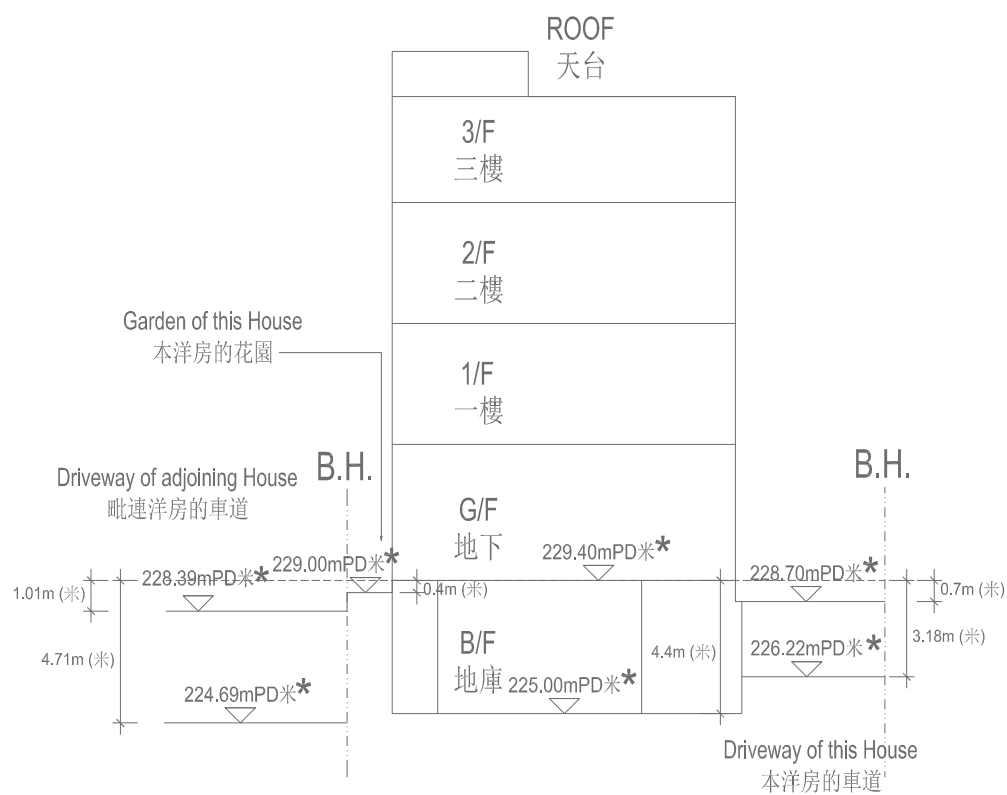 ROOF
天台
3/F
三樓
2/F
二樓
Garden of this House
本洋房的花園
1/F
一樓
Driveway of adjoining House
毗連洋房的車道
B.H.
B.H.
G/F
地下
229.40mPD米*
229.00mPD米*
228.39mPD米*
228.70mPD米*
1.01m (米)
0.4m (米)
0.7m (米)
4.71m (米)
B/F
地庫
4.4m (米)
226.22mPD米*
3.18m (米)
224.69mPD米*
225.00mPD米*
Driveway of this House
本洋房的車道